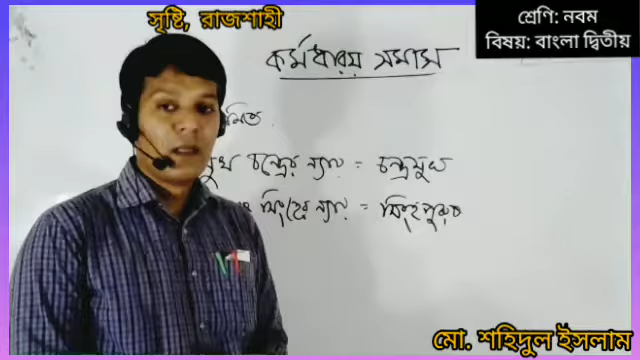 সৃষ্টি, রাজশাহী
শ্রেণি: নবম
বিষয়: বাংলা দ্বিতীয়
কর্মধারয় সমাস
মুখ চন্দ্রের ন্যায় = চন্দ্রমুখ
সিংহের ন্যায় = সিংহপুরুষ
মো. শহিদুল ইসলাম